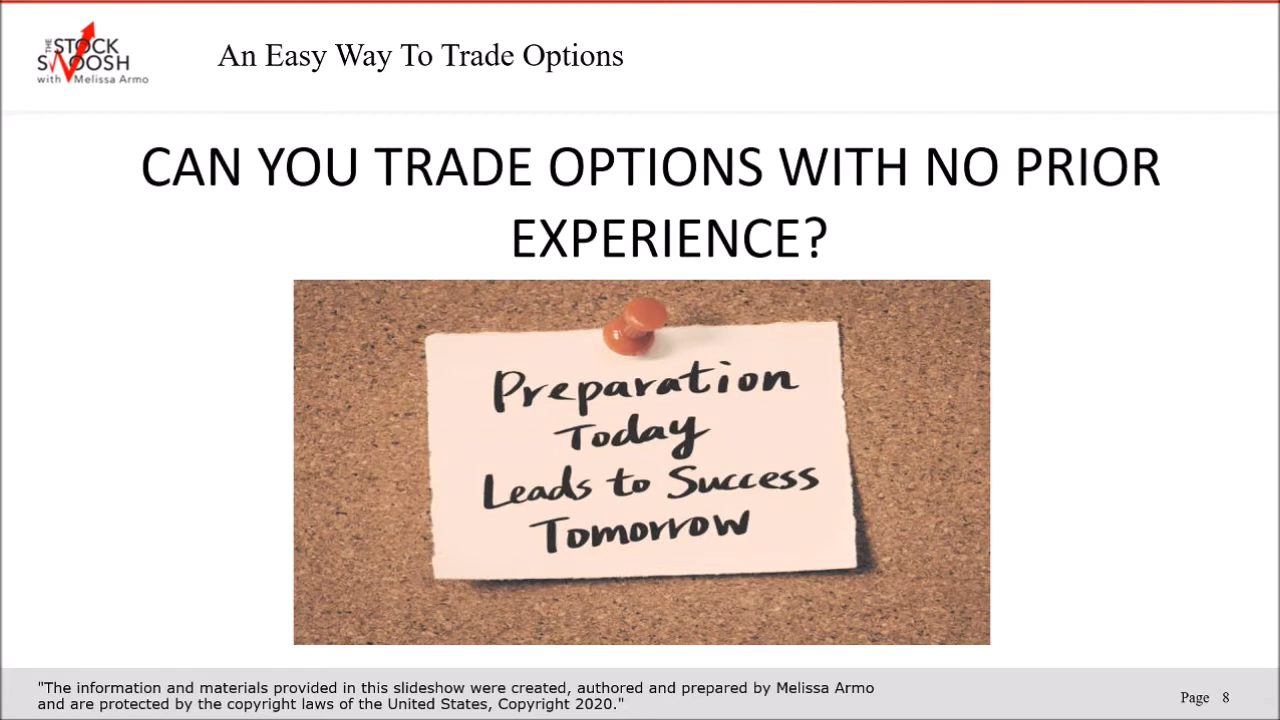 THE
STOCK
SWOOSH
with Melissa Armo
An Easy Way To Trade Options
CAN YOU TRADE OPTIONS WITH NO PRIOR
EXPERIENCE?
Preparation
Today
Leads to Success
Tomorrow
"The information and materials provided in this slideshow were created, authored and prepared by Melissa Armo
and are protected by the copyright laws of the United States, Copyright 2020."
Page 8